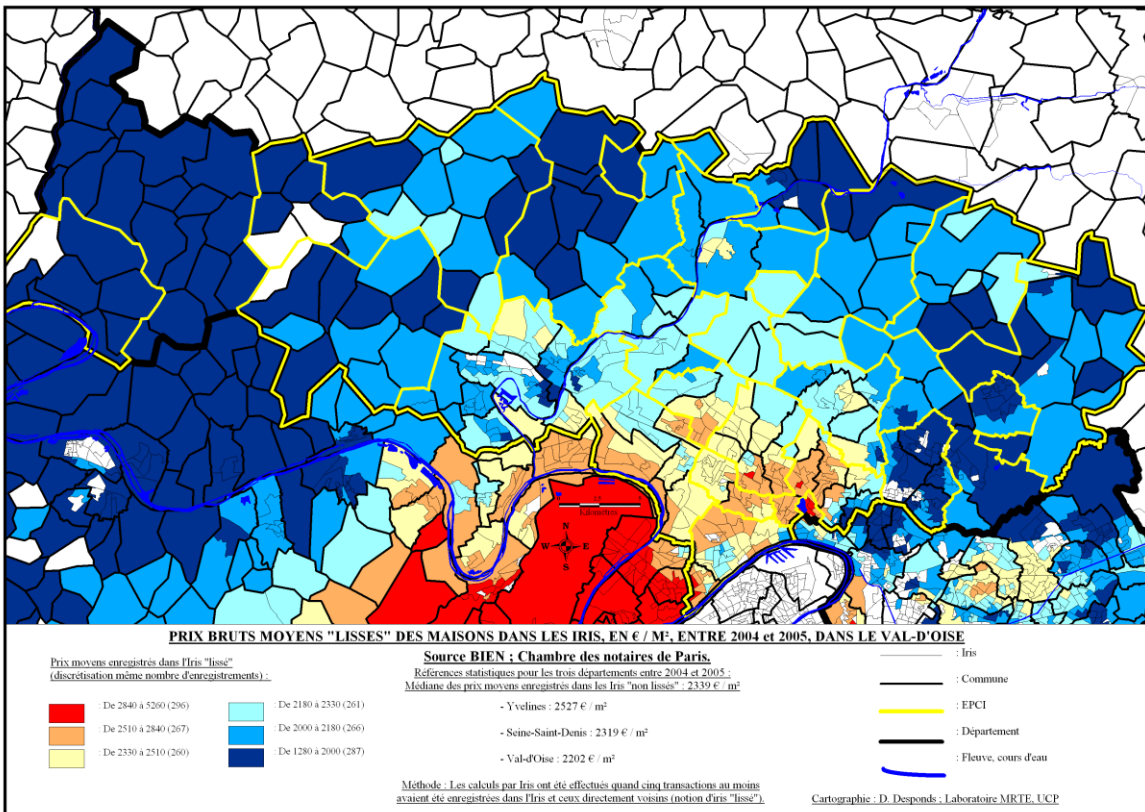 2,5
Kilomètres
N
W E
S
PRIX BRUTS MOYENS "LISSES" DES MAISONS DANS LES IRIS, EN € / M², ENTRE 2004 et 2005, DANS LE VAL-D'OISE
Source BIEN ; Chambre des notaires de Paris.
Prix moyens enregistrés dans l'Iris "lissé"
(discrétisation même nombre d'enregistrements) :
: De 2840 à 5260 (296)
: De 2510 à 2840 (267)
: De 2330 à 2510 (260)
: De 2180 à 2330 (261)
: De 2000 à 2180 (266)
: De 1280 à 2000 (287)
Références statistiques pour les trois départements entre 2004 et 2005 :
Médiane des prix moyens enregistrés dans les Iris "non lissés" : 2339 € / m²
- Yvelines : 2527 € / m²
- Seine-Saint-Denis : 2319 € / m²
- Val-d'Oise : 2202 € / m²
Méthode : Les calculs par Iris ont été effectués quand cinq transactions au moins
avaient été enregistrées dans l'Iris et ceux directement voisins (notion d'iris "lissé").
: Iris
: Commune
: EPCI
: Département
: Fleuve, cours d'eau
Cartographie : D. Desponds ; Laboratoire MRTE, UCP